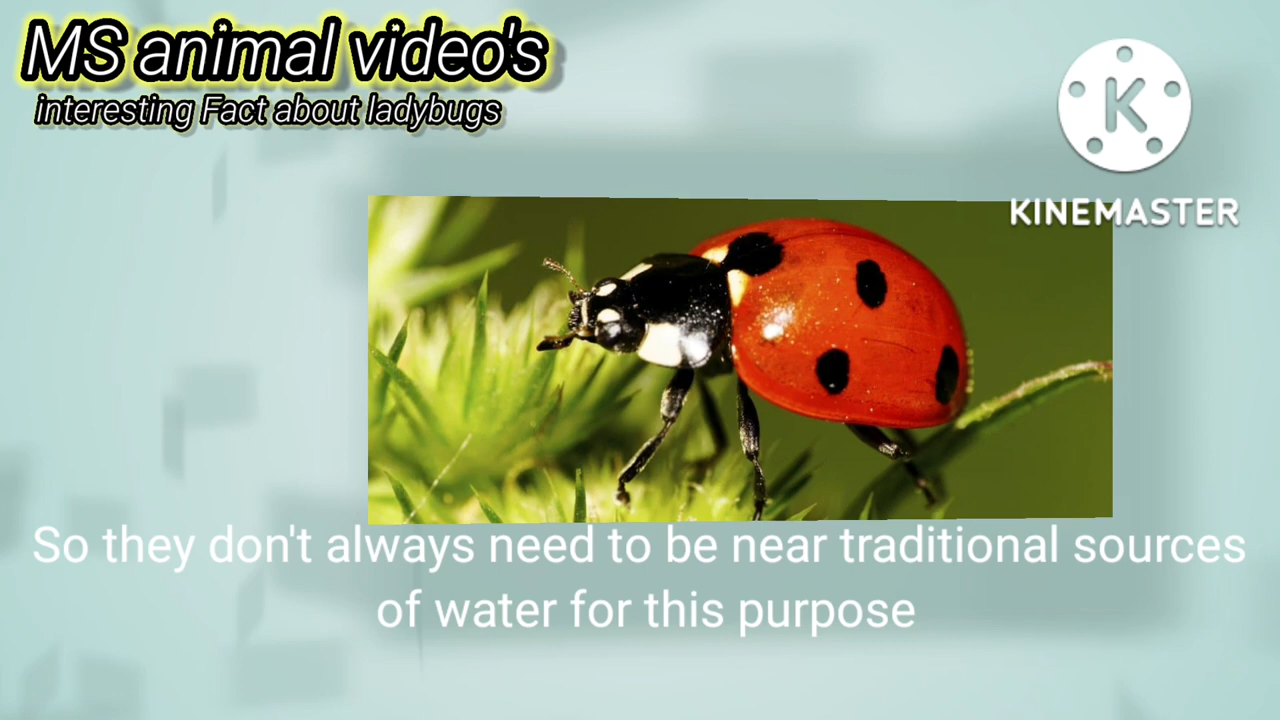 MS animal video's
interesting Fact about ladybugs
K
KINEMASTER
So they don't always need to be near traditional sources
of water for this purpose